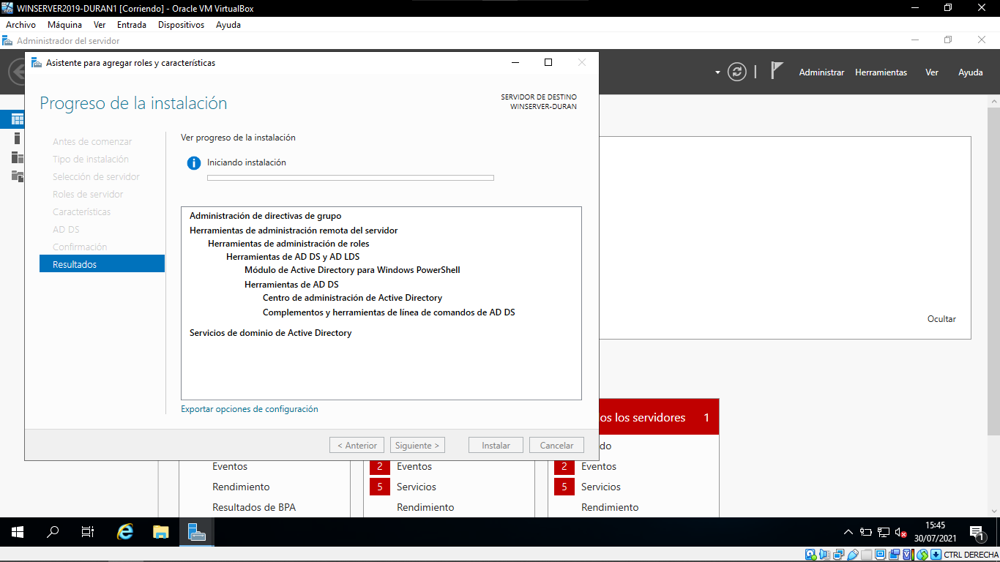 WINSERVER2019-DURAN1 [Corriendo] - Oracle VM VirtualBox
Archivo Máquina Ver Entrada Dispositivos Ayuda
Administrador del servidor
Asistente para agregar roles y características
Administrar Herramientas Ver Ayuda
Progreso de la instalación
SERVIDOR DE DESTINO
WINSERVER-DURAN
Antes de comenzar
Tipo de instalación
Selección de servidor
Roles de servidor
Características
AD DS
Confirmación
Resultados
Ver progreso de la instalación
Iniciando instalación
Administración de directivas de grupo
Herramientas de administración remota del servidor
Herramientas de administración de roles
Herramientas de AD DS y AD LDS
Módulo de Active Directory para Windows PowerShell
Herramientas de AD DS
Centro de administración de Active Directory
Complementos y herramientas de línea de comandos de AD DS
Servicios de dominio de Active Directory
Exportar opciones de configuración
< Anterior Siguiente > Instalar Cancelar
Ocultar
os los servidores 1
do
Eventos 2 Eventos 2 Eventos
Rendimiento 5 Servicios 5 Servicios
Resultados de BPA Rendimiento Rendimiento
15:45
30/07/2021
1
CTRL DERECHA